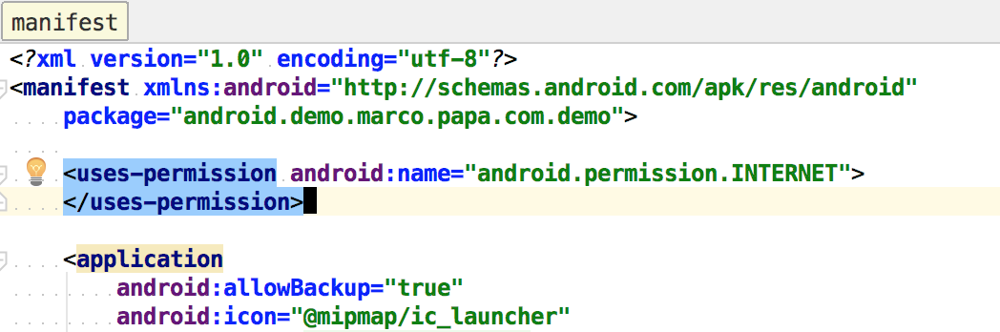 manifest
<?xml version="1.0" encoding="utf-8"?>
<manifest xmlns:android="http://schemas.android.com/apk/res/android"
package="android.demo.marco.papa.com.demo">
<uses-permission android:name="android.permission.INTERNET">
</uses-permission>
<application
android:allowBackup="true"
android:icon="@mipmap/ic_launcher"